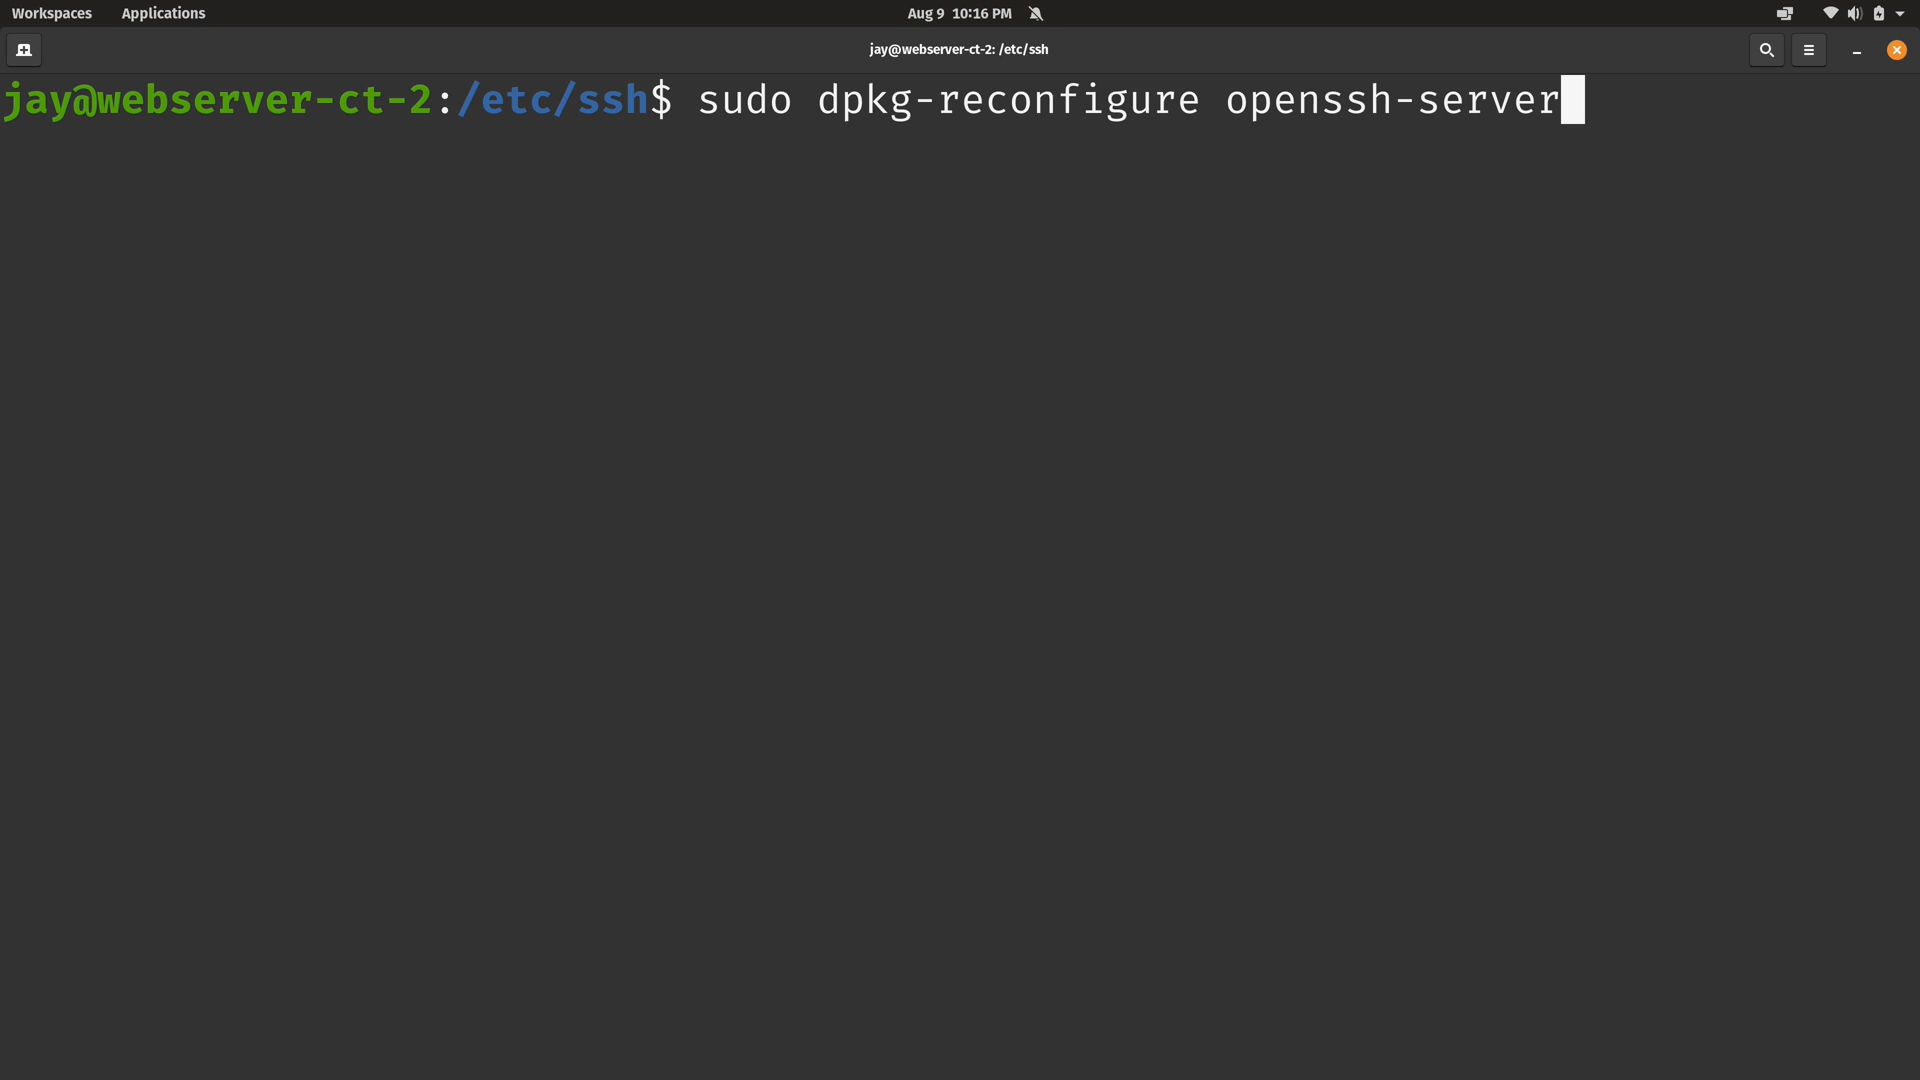 Workspaces Applications Aug 9 10:16 PM
jay@webserver-ct-2: /etc/ssh
jay@webserver-ct-2:/etc/ssh$ sudo dpkg-reconfigure openssh-server